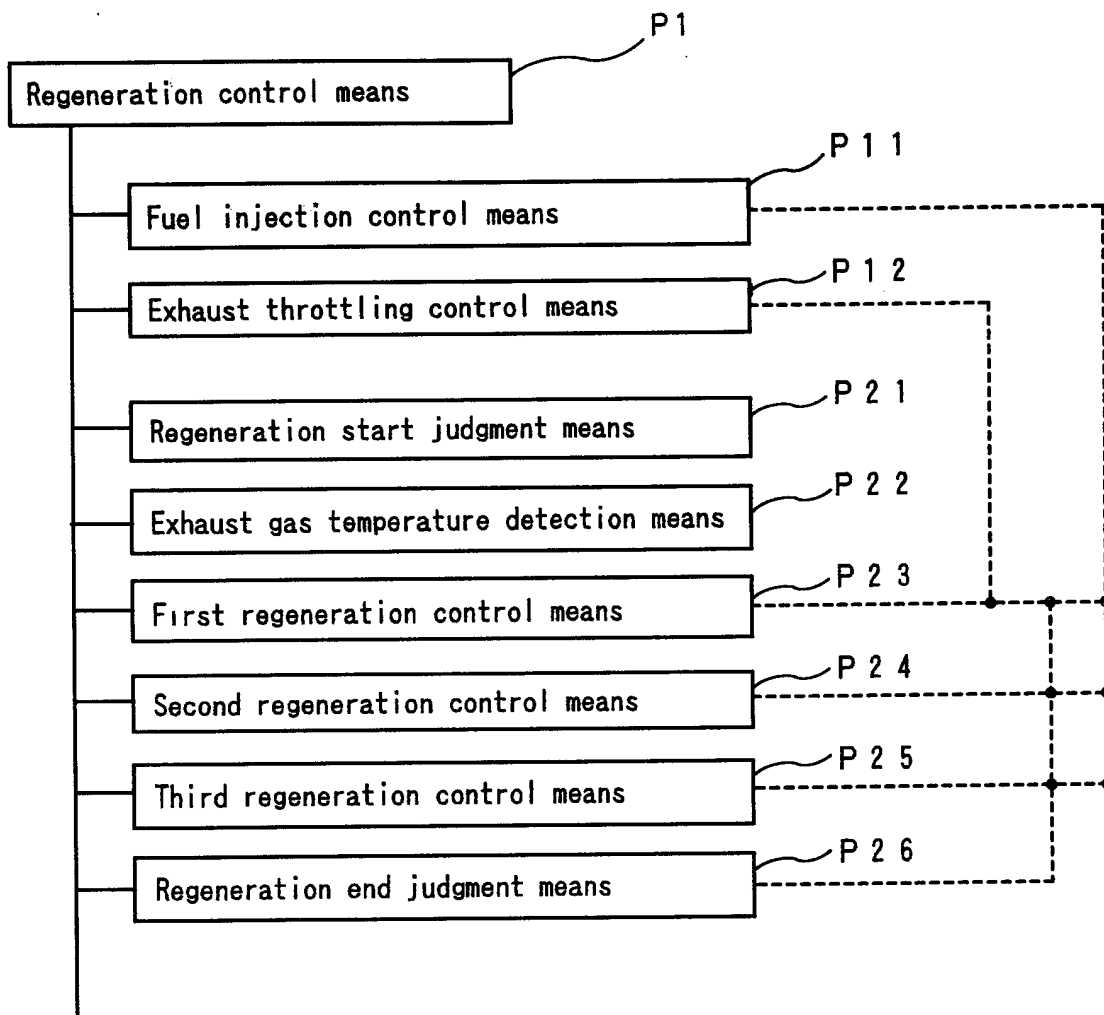 P1
Regeneration control means
P11
Fuel injection control means
P12
Exhaust throttling control means
P21
Regeneration start judgment means
P22
Exhaust gas temperature detection means
P23
First regeneration control means
P24
Second regeneration control means
P25
Third regeneration control means
P26
Regeneration end judgment means